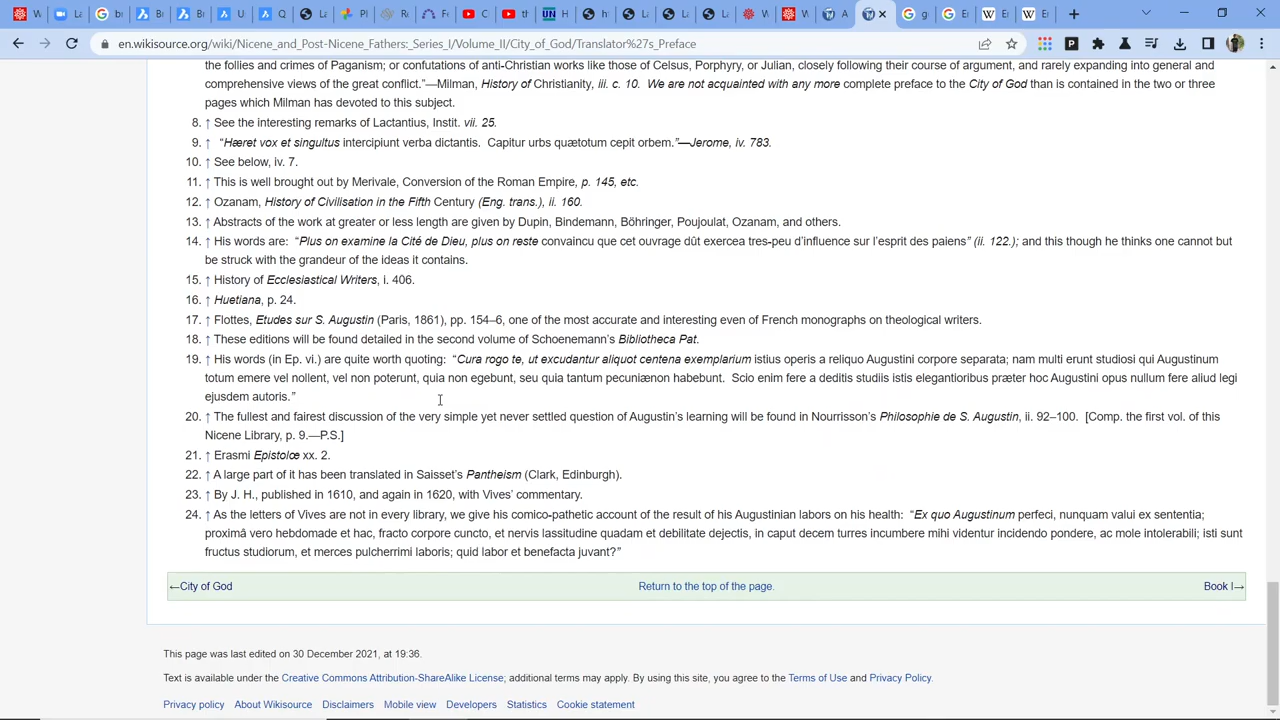 W
La
b
Br
Br
U
Q
La
Pl
Re
Fe
C
th
UN H
h
La
La
La
W
W
A
g
E
W Ei
W Ei
en.wikisource.org/wiki/Nicene_and_Post-Nicene_Fathers:_Series_I/Volume_II/City_of_God/Translator%27s_Preface
the follies and crimes of Paganism; or confutations of anti-Christian works like those of Celsus, Porphyry, or Julian, closely following their course of argument, and rarely expanding into general and
comprehensive views of the great conflict.”—Milman, History of Christianity, iii. c. 10. We are not acquainted with any more complete preface to the City of God than is contained in the two or three
pages which Milman has devoted to this subject.
8. ↑ See the interesting remarks of Lactantius, Instit. vii. 25.
9. ↑ “Hæret vox et singultus intercipiunt verba dictantis. Capitur urbs quætotum cepit orbem.”—Jerome, iv. 783.
10. ↑ See below, iv. 7.
11. ↑ This is well brought out by Merivale, Conversion of the Roman Empire, p. 145, etc.
12. ↑ Ozanam, History of Civilisation in the Fifth Century (Eng. trans.), ii. 160.
13. ↑ Abstracts of the work at greater or less length are given by Dupin, Bindemann, Böhringer, Poujoulat, Ozanam, and others.
14. ↑ His words are: “Plus on examine la Cité de Dieu, plus on reste convaincu que cet ouvrage dût exercea tres-peu d’influence sur l’esprit des paiens” (ii. 122.); and this though he thinks one cannot but
be struck with the grandeur of the ideas it contains.
15. ↑ History of Ecclesiastical Writers, i. 406.
16. ↑ Huetiana, p. 24.
17. ↑ Flottes, Etudes sur S. Augustin (Paris, 1861), pp. 154–6, one of the most accurate and interesting even of French monographs on theological writers.
18. ↑ These editions will be found detailed in the second volume of Schoenemann’s Bibliotheca Pat.
19. ↑ His words (in Ep. vi.) are quite worth quoting: “Cura rogo te, ut excudantur aliquot centena exemplarium istius operis a reliquo Augustini corpore separata; nam multi erunt studiosi qui Augustinum
totum emere vel nollent, vel non poterunt, quia non egebunt, seu quia tantum pecuniænon habebunt. Scio enim fere a deditis studiis istis elegantioribus præter hoc Augustini opus nullum fere aliud legi
ejusdem autoris.”
20. ↑ The fullest and fairest discussion of the very simple yet never settled question of Augustin’s learning will be found in Nourrisson’s Philosophie de S. Augustin, ii. 92–100. [Comp. the first vol. of this
Nicene Library, p. 9.—P.S.]
21. ↑ Erasmi Epistolœ xx. 2.
22. ↑ A large part of it has been translated in Saisset’s Pantheism (Clark, Edinburgh).
23. ↑ By J. H., published in 1610, and again in 1620, with Vives’ commentary.
24. ↑ As the letters of Vives are not in every library, we give his comico-pathetic account of the result of his Augustinian labors on his health: “Ex quo Augustinum perfeci, nunquam valui ex sententia;
proximâ vero hebdomade et hac, fracto corpore cuncto, et nervis lassitudine quadam et debilitate dejectis, in caput decem turres incumbere mihi videntur incidendo pondere, ac mole intolerabili; isti sunt
fructus studiorum, et merces pulcherrimi laboris; quid labor et benefacta juvant?”
←City of God
Return to the top of the page.
Book I→
This page was last edited on 30 December 2021, at 19:36.
Text is available under the Creative Commons Attribution-ShareAlike License; additional terms may apply. By using this site, you agree to the Terms of Use and Privacy Policy.
Privacy policy About Wikisource Disclaimers Mobile view Developers Statistics Cookie statement